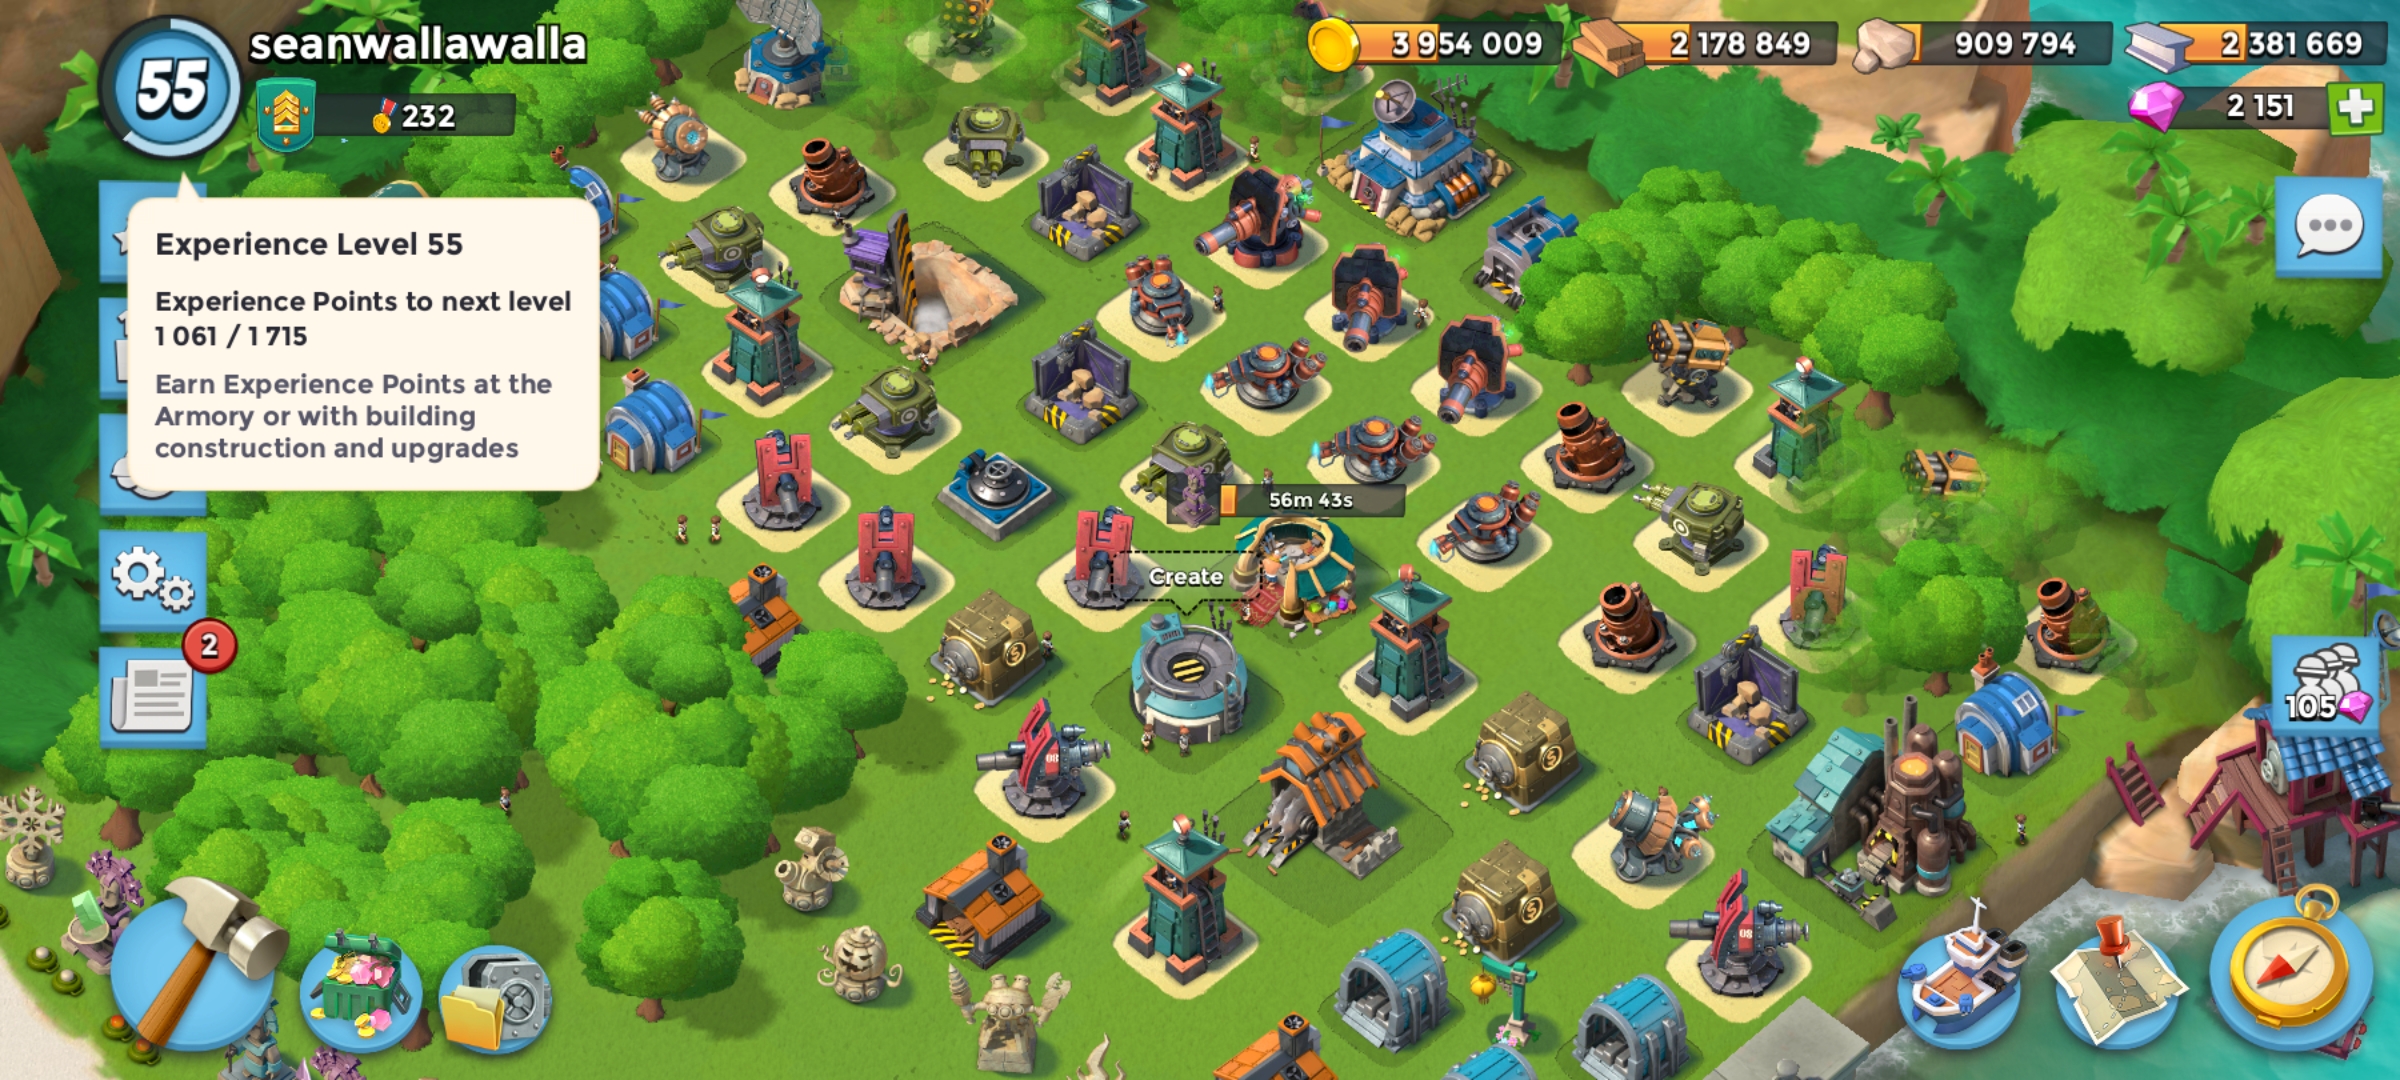 55
seanwallawalla
232
3 954 009
2 178 849
909 794
2 381 669
2 151
Experience Level 55
Experience Points to next level
1 061 / 1 715
Earn Experience Points at the
Armory or with building
construction and upgrades
56m 43s
Create
2
105
08
08